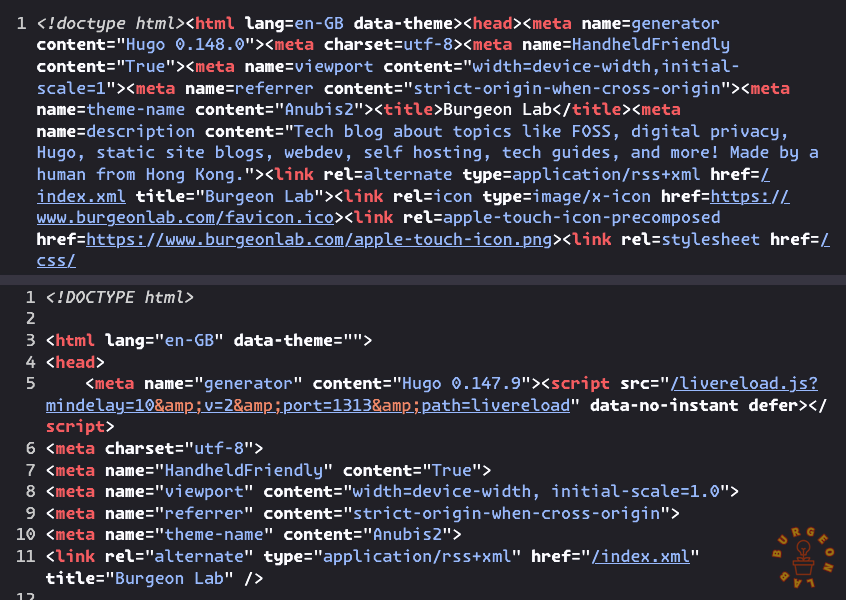 1 <!doctype html><html lang=en-GB data-theme><head><meta name=generator
content="Hugo 0.148.0"><meta charset=utf-8><meta name=HandheldFriendly
content="True"><meta name=viewport content="width=device-width,initial-
scale=1"><meta name=referrer content="strict-origin-when-cross-origin"><meta
name=theme-name content="Anubis2"><title>Burgeon Lab</title><meta
name=description content="Tech blog about topics like FOSS, digital privacy,
Hugo, static site blogs, webdev, self hosting, tech guides, and more! Made by a
human from Hong Kong."><link rel=alternate type=application/rss+xml href=/
index.xml title="Burgeon Lab"><link rel=icon type=image/x-icon href=https://
www.burgeonlab.com/favicon.ico><link rel=apple-touch-icon-precomposed
href=https://www.burgeonlab.com/apple-touch-icon.png><link rel=stylesheet href=/
css/
1 <!DOCTYPE html>
2
3 <html lang="en-GB" data-theme="">
4 <head>
5 <meta name="generator" content="Hugo 0.147.9"><script src="/livereload.js?
mindelay=10&amp;v=2&amp;port=1313&amp;path=livereload" data-no-instant defer></
script>
6 <meta charset="utf-8">
7 <meta name="HandheldFriendly" content="True">
8 <meta name="viewport" content="width=device-width, initial-scale=1.0">
9 <meta name="referrer" content="strict-origin-when-cross-origin">
10 <meta name="theme-name" content="Anubis2">
11 <link rel="alternate" type="application/rss+xml" href="/index.xml"
title="Burgeon Lab" />
12
BURGEON LAB